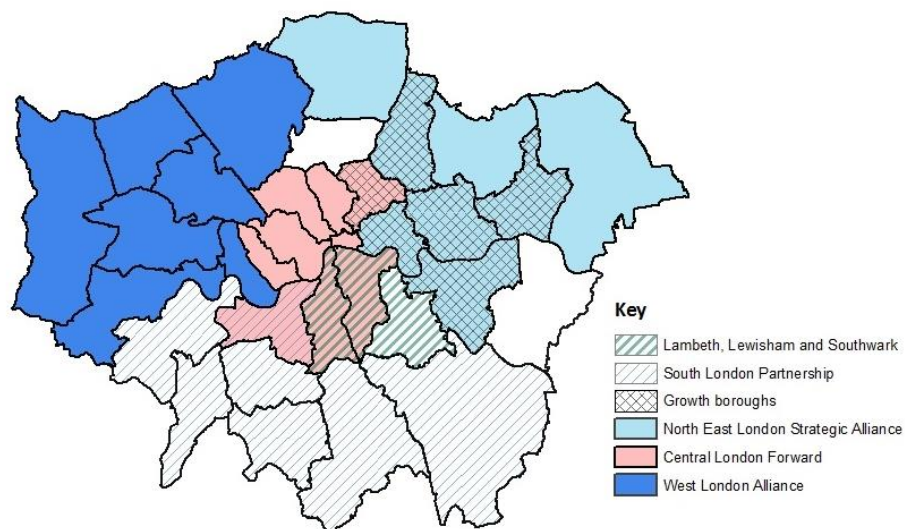 Key
Lambeth, Lewisham and Southwark
South London Partnership
Growth boroughs
North East London Strategic Alliance
Central London Forward
West London Alliance